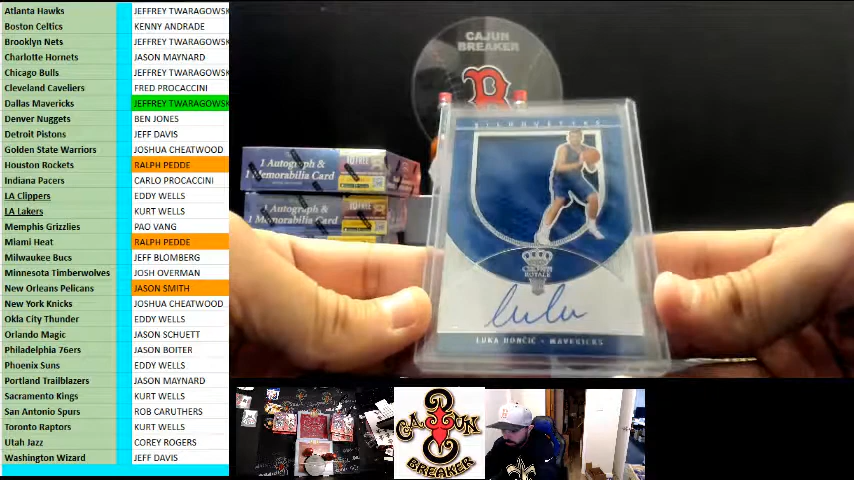 Atlanta Hawks JEFFREY TWARAGOWSK
Boston Celtics KENNY ANDRADE
Brooklyn Nets JEFFREY TWARAGOWSK
Charlotte Hornets JASON MAYNARD
Chicago Bulls JEFFREY TWARAGOWSK
Cleveland Cavaliers FRED PROCACCINI
Dallas Mavericks JEFFREY TWARAGOWSK
Denver Nuggets BEN JONES
Detroit Pistons JEFF DAVIS
Golden State Warriors JOSHUA CHEATWOOD
Houston Rockets RALPH PEDDE
Indiana Pacers CARLO PROCACCINI
LA Clippers EDDY WELLS
LA Lakers KURT WELLS
Memphis Grizzlies PAO VANG
Miami Heat RALPH PEDDE
Milwaukee Bucs JEFF BLOMBERG
Minnesota Timberwolves JOSH OVERMAN
New Orleans Pelicans JASON SMITH
New York Knicks JOSHUA CHEATWOOD
Okla City Thunder EDDY WELLS
Orlando Magic JASON SCHUETT
Philadelphia 76ers JASON BOITER
Phoenix Suns EDDY WELLS
Portland Trailblazers JASON MAYNARD
Sacramento Kings KURT WELLS
San Antonio Spurs ROB CARUTHERS
Toronto Raptors KURT WELLS
Utah Jazz COREY ROGERS
Washington Wizard JEFF DAVIS
CAJUN
BREAKER
B
1 Autograph &
1 Memorabilia Card
1 Autograph &
Memorabilia Card
SILHOUETTES
CROWN
ROYALE
LUKA DONČIĆ • MAVERICKS
CAJUN
BREAKER